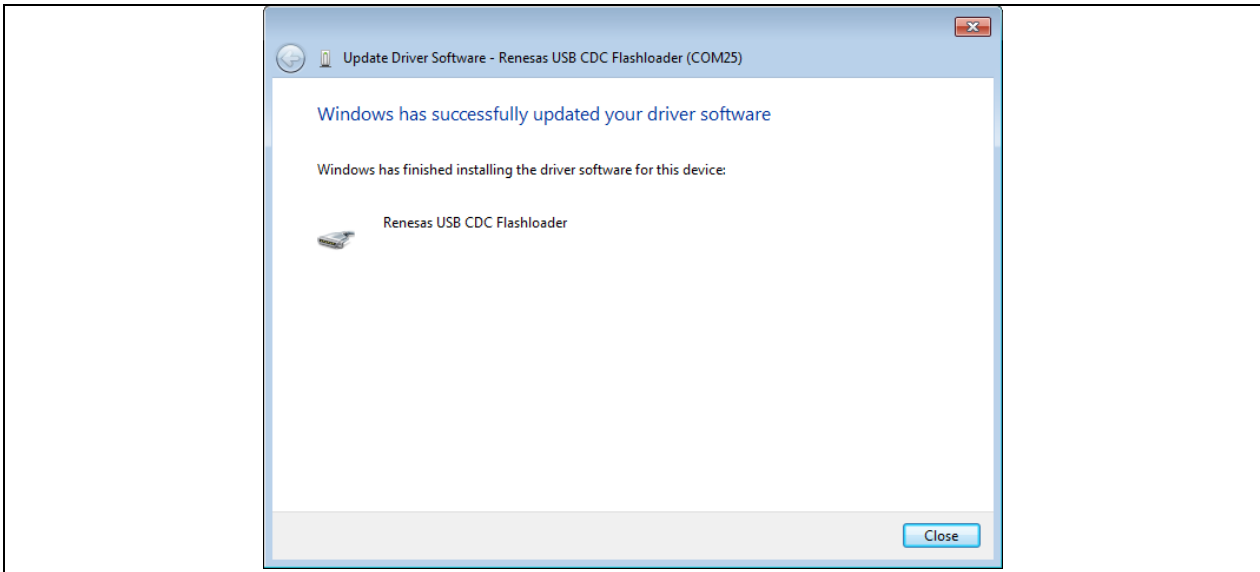 Update Driver Software - Renesas USB CDC Flashloader (COM25)
Windows has successfully updated your driver software
Windows has finished installing the driver software for this device:
Renesas USB CDC Flashloader
Close